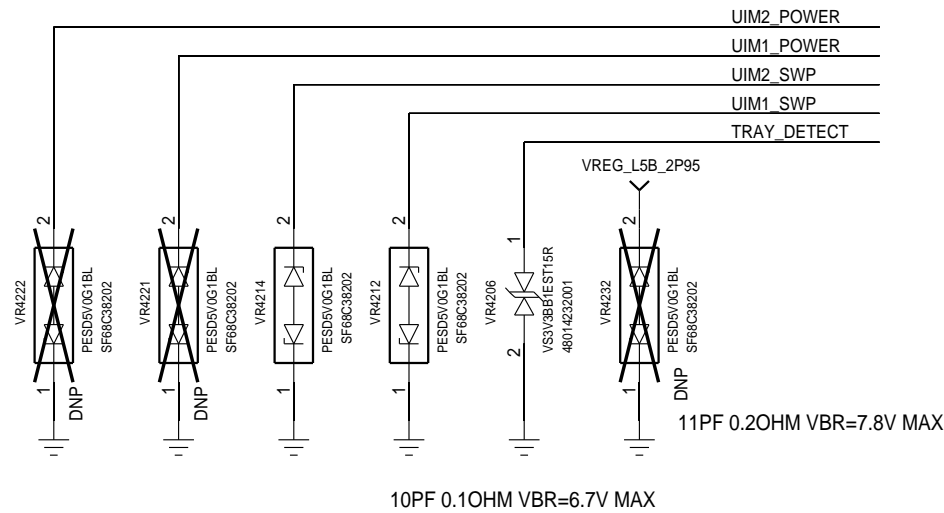 UIM2_POWER
UIM1_POWER
UIM2_SWP
UIM1_SWP
TRAY_DETECT
VREG_L5B_2P95
2
VR4222
PESD5V0G1BL
SF68C38202
1
DNP
2
VR4221
PESD5V0G1BL
SF68C38202
1
DNP
2
VR4214
PESD5V0G1BL
SF68C38202
1
2
VR4212
PESD5V0G1BL
SF68C38202
1
1
VR4206
VS3V3BB1EST15R
48014232001
2
2
VR4232
PESD5V0G1BL
SF68C38202
1
DNP
11PF 0.2OHM VBR=7.8V MAX
10PF 0.1OHM VBR=6.7V MAX